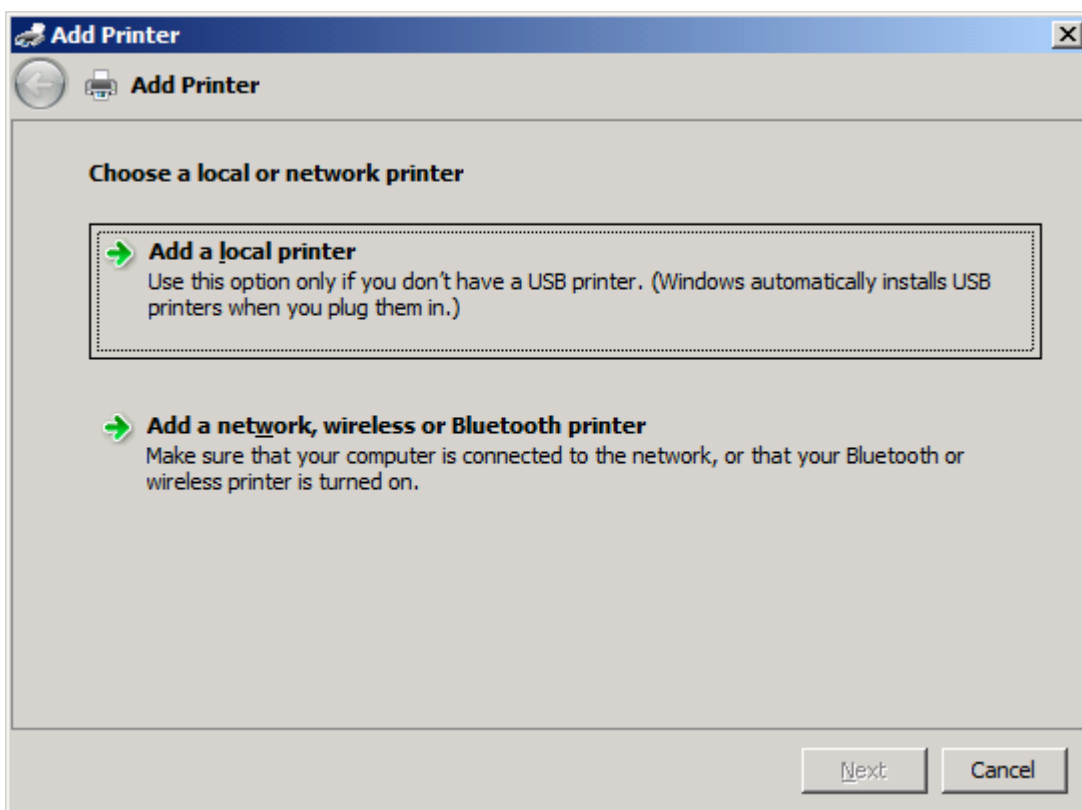 Add Printer
Add Printer
Choose a local or network printer
Add a local printer
Use this option only if you don't have a USB printer. (Windows automatically installs USB
printers when you plug them in.)
Add a network, wireless or Bluetooth printer
Make sure that your computer is connected to the network, or that your Bluetooth or
wireless printer is turned on.
Next
Cancel